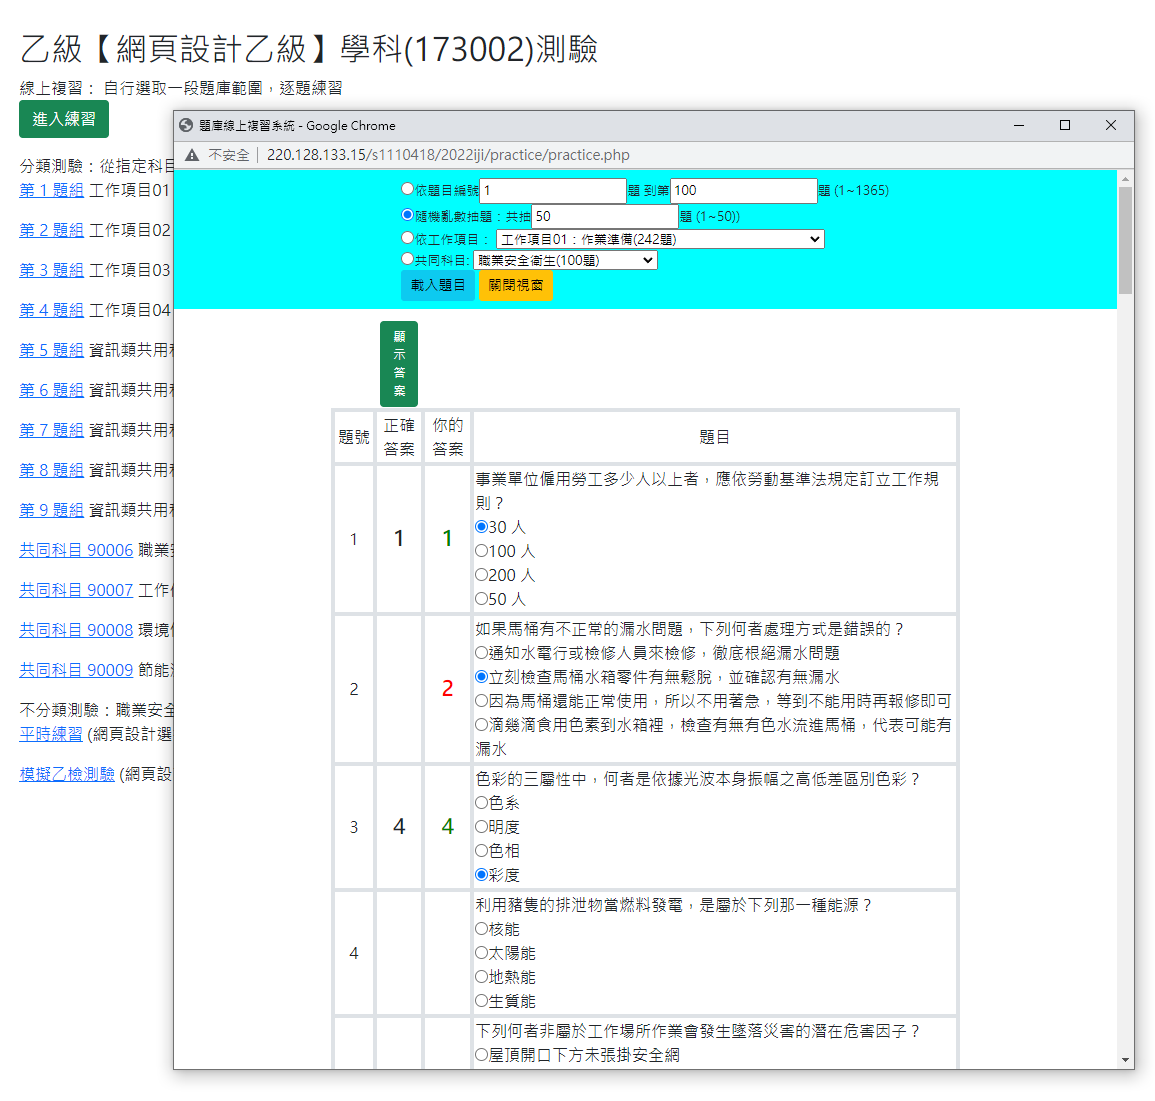 乙級【網頁設計乙級】學科(173002)測驗
線上複習： 自行選取一段題庫範圍，逐題練習
進入練習
分類測驗：從指定科目
第 1 題組 工作項目01
第 2 題組 工作項目02
第 3 題組 工作項目03
第 4 題組 工作項目04
第 5 題組 資訊類共用
第 6 題組 資訊類共用
第 7 題組 資訊類共用
第 8 題組 資訊類共用
第 9 題組 資訊類共用
共同科目 90006 職業
共同科目 90007 工作
共同科目 90008 環境
共同科目 90009 節能
不分類測驗：職業安全
平時練習 (網頁設計選
模擬乙檢測驗 (網頁設
題庫線上複習系統 - Google Chrome
不安全 220.128.133.15/s1110418/2022iji/practice/practice.php
依題目編號 1 題 到第 100 題 (1~1365)
隨機亂數抽題：共抽 50 題 (1~50))
依工作項目： 工作項目01：作業準備(242題)
共同科目: 職業安全衛生(100題)
載入題目 關閉視窗
顯
示
答
案
題號 正確答案 你的答案 題目
1 1 1
事業單位僱用勞工多少人以上者，應依勞動基準法規定訂立工作規
則？
30 人
100 人
200 人
50 人
2 2
如果馬桶有不正常的漏水問題，下列何者處理方式是錯誤的？
通知水電行或檢修人員來檢修，徹底根絕漏水問題
立刻檢查馬桶水箱零件有無鬆脫，並確認有無漏水
因為馬桶還能正常使用，所以不用著急，等到不能用時再報修即可
滴幾滴食用色素到水箱裡，檢查有無有色水流進馬桶，代表可能有
漏水
3 4 4
色彩的三屬性中，何者是依據光波本身振幅之高低差區別色彩？
色系
明度
色相
彩度
4
利用豬隻的排泄物當燃料發電，是屬於下列那一種能源？
核能
太陽能
地熱能
生質能
下列何者非屬於工作場所作業會發生墜落災害的潛在危害因子？
屋頂開口下方未張掛安全網